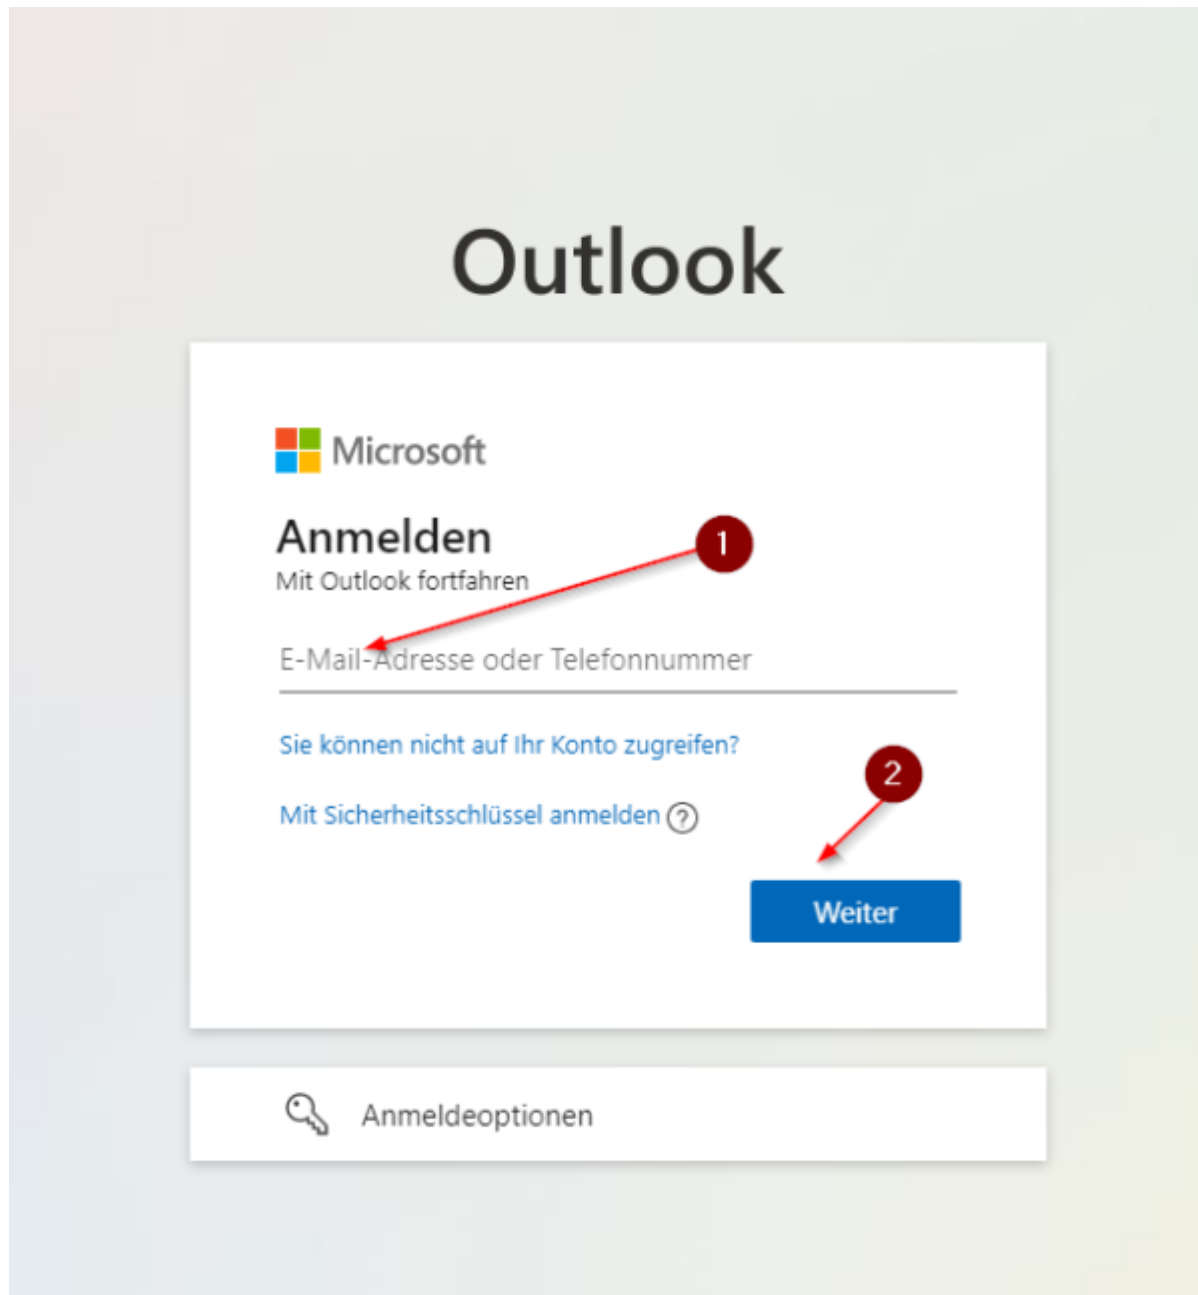 Outlook
Microsoft
Anmelden
1
Mit Outlook fortfahren
E-Mail-Adresse oder Telefonnummer
Sie können nicht auf Ihr Konto zugreifen?
2
Mit Sicherheitsschlüssel anmelden ?
Weiter
Anmeldeoptionen